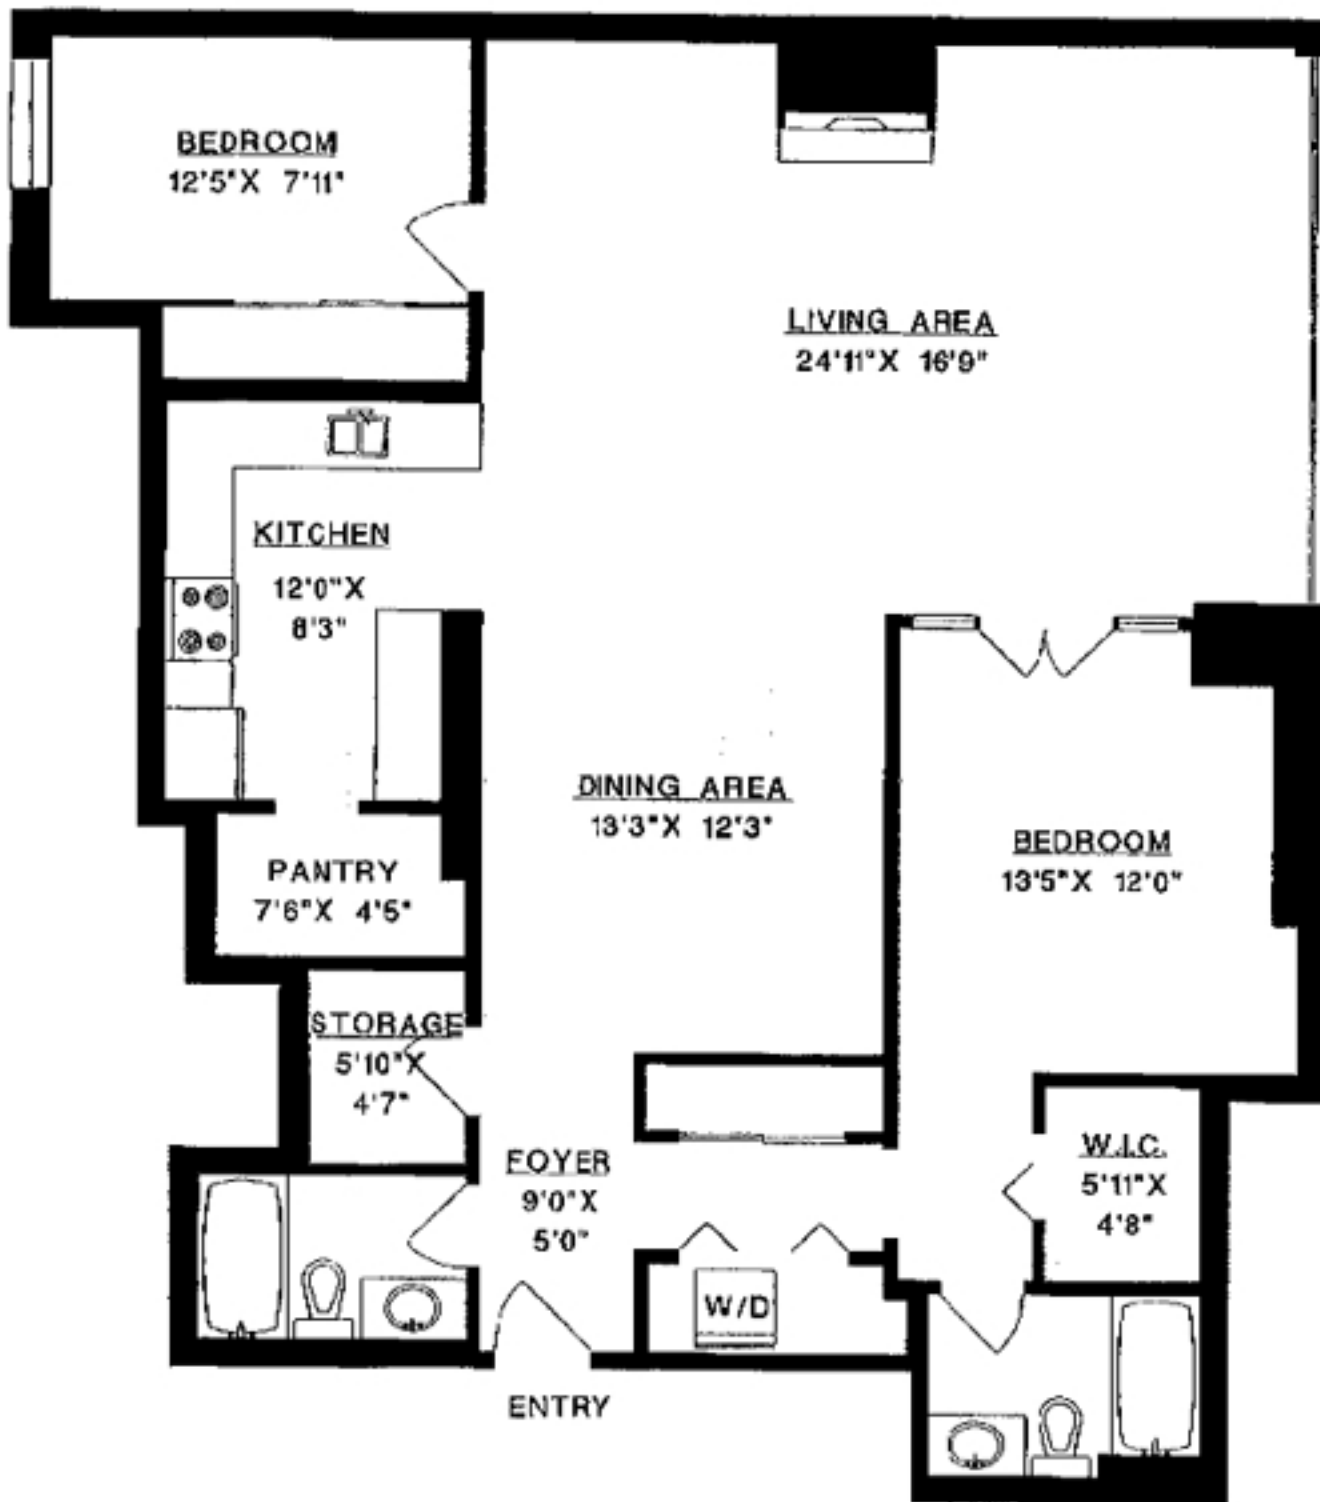 BEDROOM
12'5"X 7'11"
LIVING AREA
24'11"X 16'9"
KITCHEN
12'0"X
8'3"
DINING AREA
13'3"X 12'3"
BEDROOM
13'5"X 12'0"
PANTRY
7'6"X 4'5"
STORAGE
5'10"X
4'7"
FOYER
9'0"X
5'0"
W.I.C.
5'11"X
4'8"
W/D
ENTRY